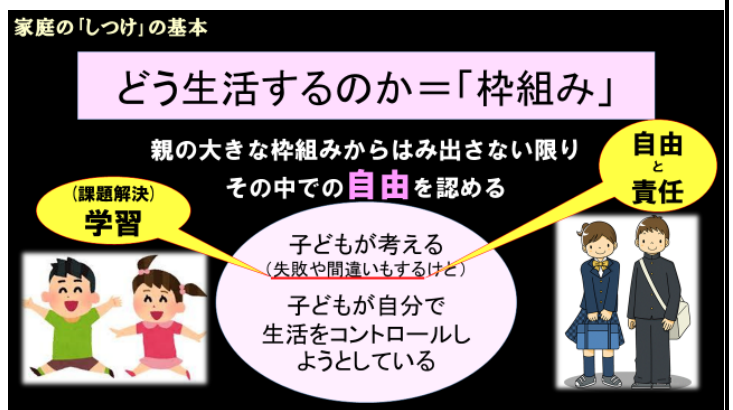 家庭の「しつけ」の基本
どう生活するのか＝「枠組み」
親の大きな枠組みからはみ出さない限り
その中での自由を認める
自由
と
責任
(課題解決)
学習
子どもが考える
(失敗や間違いもするけど)
子どもが自分で
生活をコントロールし
ようとしている